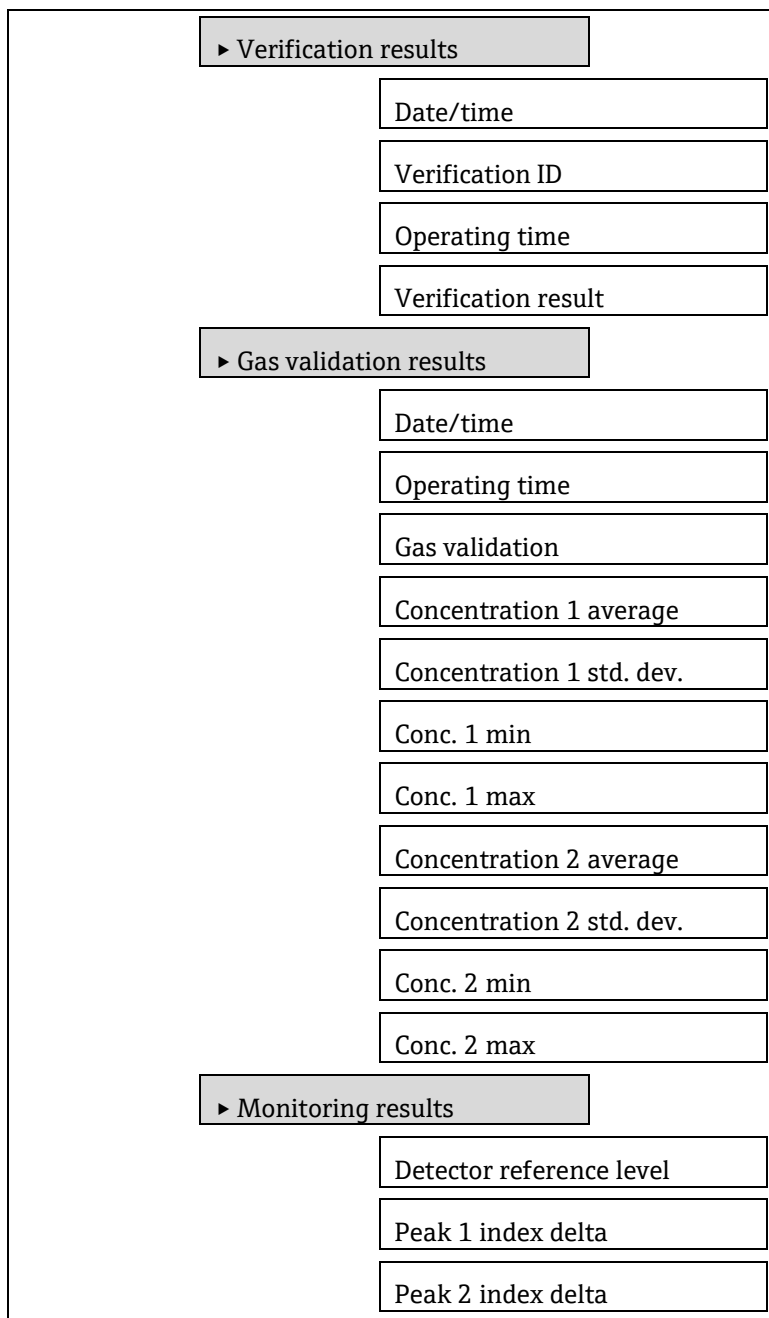 ▸ Verification results
Date/time
Verification ID
Operating time
Verification result
▸ Gas validation results
Date/time
Operating time
Gas validation
Concentration 1 average
Concentration 1 std. dev.
Conc. 1 min
Conc. 1 max
Concentration 2 average
Concentration 2 std. dev.
Conc. 2 min
Conc. 2 max
▸ Monitoring results
Detector reference level
Peak 1 index delta
Peak 2 index delta